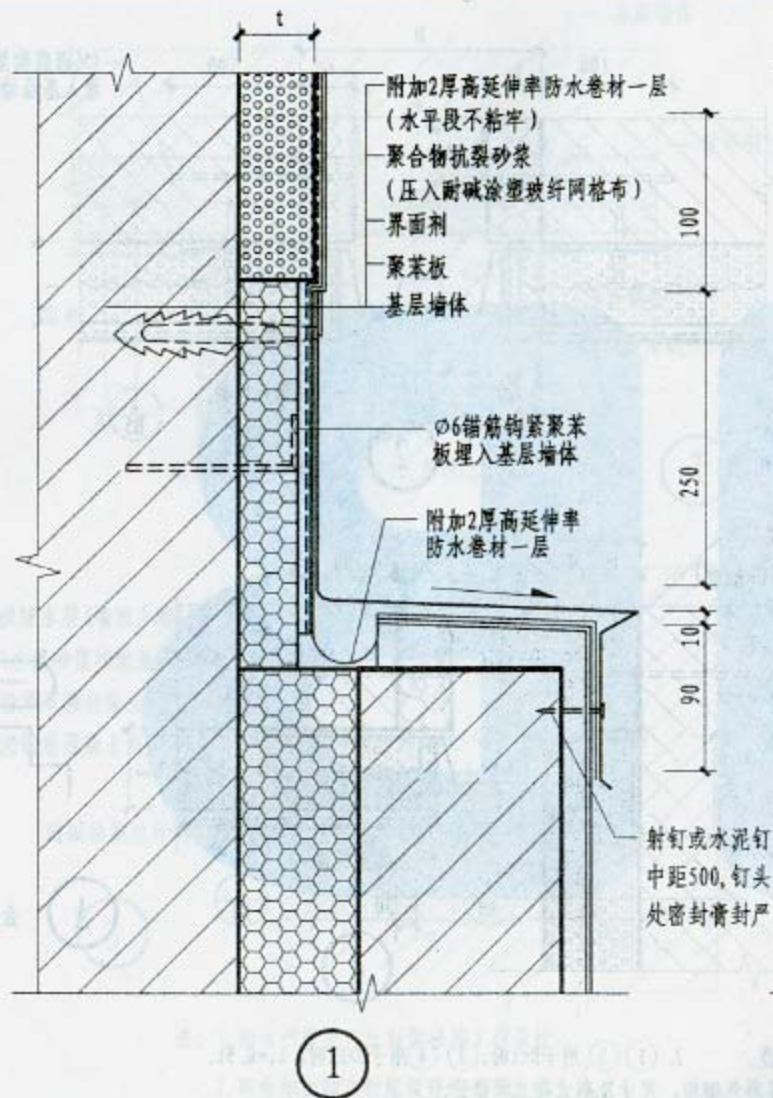 t
附加2厚高延伸率防水卷材一层
(水平段不粘牢)
聚合物抗裂砂浆
(压入耐碱涂塑玻纤网格布)
界面剂
聚苯板
基层墙体
100
Ø6锚筋钩紧聚苯
板埋入基层墙体
250
附加2厚高延伸率
防水卷材一层
10
90
射钉或水泥钉
中距500,钉头
处密封膏封严
1